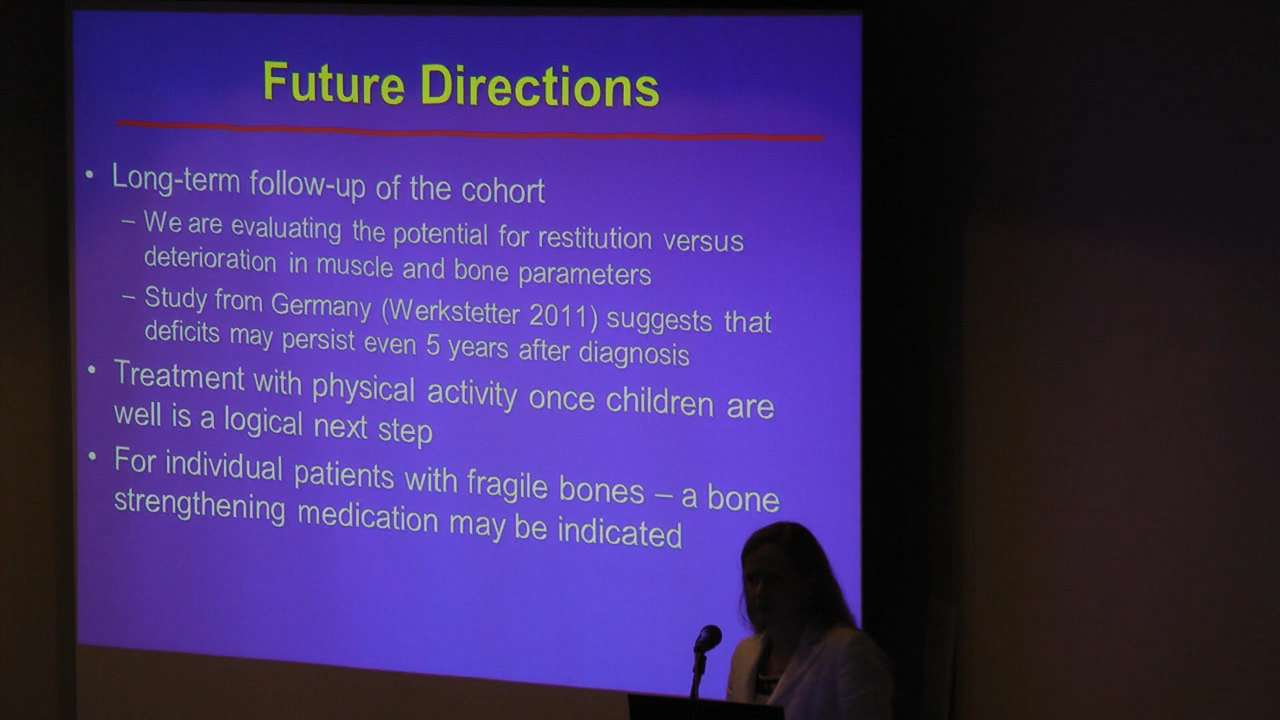 Future Directions
• Long-term follow-up of the cohort
– We are evaluating the potential for restitution versus
deterioration in muscle and bone parameters
– Study from Germany (Werkstetter 2011) suggests that
deficits may persist even 5 years after diagnosis
• Treatment with physical activity once children are
well is a logical next step
• For individual patients with fragile bones – a bone
strengthening medication may be indicated